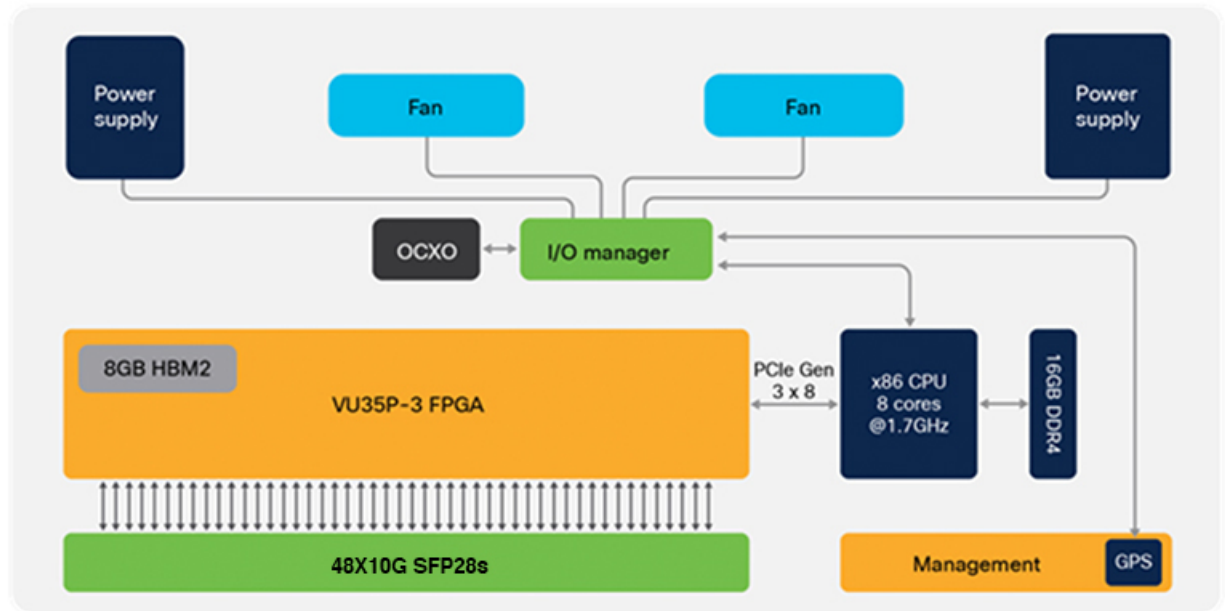 Power
supply
Fan
Fan
Power
supply
OCXO
I/O manager
8GB HBM2
VU35P-3 FPGA
PCIe Gen
3 x 8
x86 CPU
8 cores
@1.7GHz
16GB DDR4
48X10G SFP28s
Management
GPS